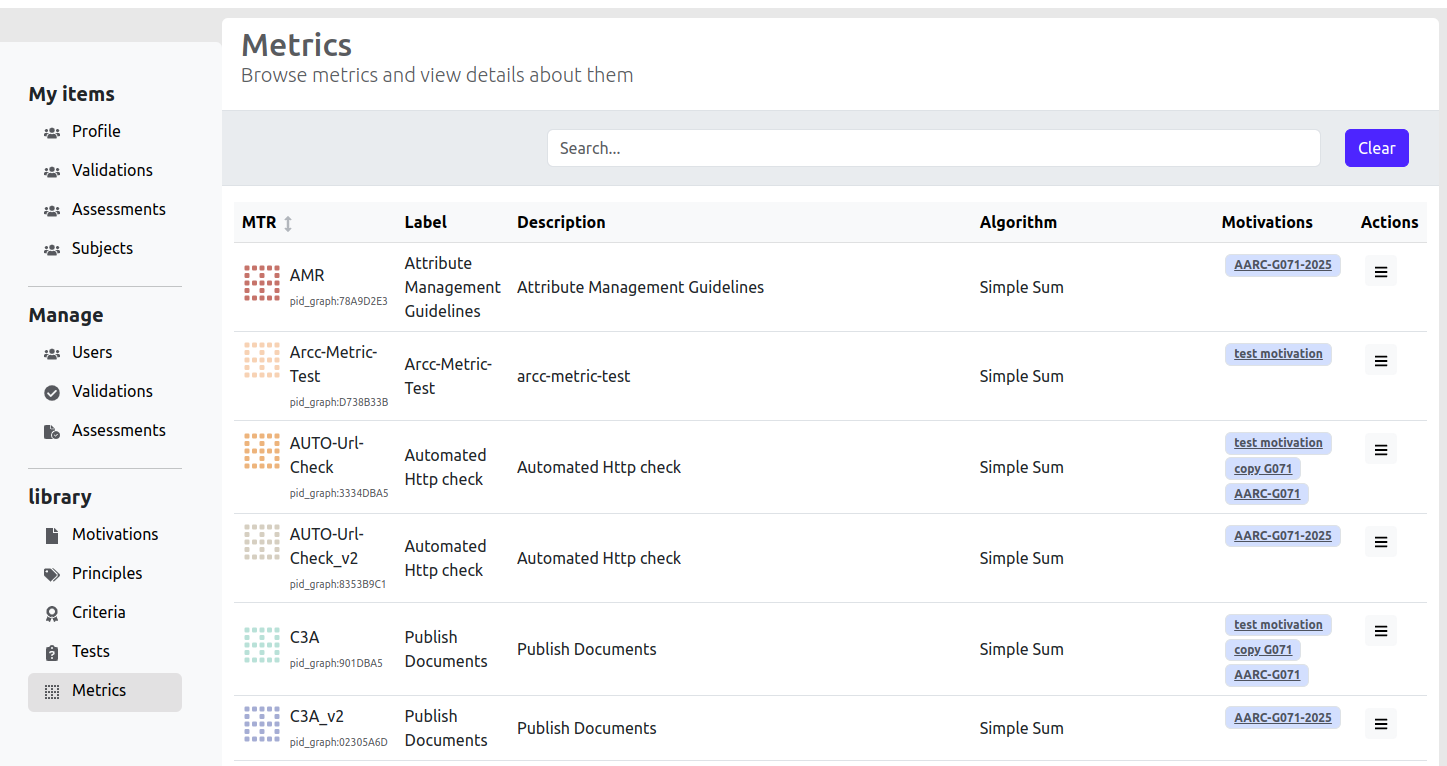 Metrics
Browse metrics and view details about them
My items
Profile
Validations
Assessments
Subjects
Manage
Users
Validations
Assessments
library
Motivations
Principles
Criteria
Tests
Metrics
Search...
Clear
MTR Label Description Algorithm Motivations Actions
AMR
pid_graph:78A9D2E3
Attribute
Management
Guidelines
Attribute Management Guidelines
Simple Sum
AARC-G071-2025
Arcc-Metric-
Test
pid_graph:D738B33B
Arcc-Metric-
Test
arcc-metric-test
Simple Sum
test motivation
AUTO-Url-
Check
pid_graph:3334DBA5
Automated
Http check
Automated Http check
Simple Sum
test motivation
copy G071
AARC-G071
AUTO-Url-
Check_v2
pid_graph:8353B9C1
Automated
Http check
Automated Http check
Simple Sum
AARC-G071-2025
C3A
pid_graph:901DBA5
Publish
Documents
Publish Documents
Simple Sum
test motivation
copy G071
AARC-G071
C3A_v2
pid_graph:02305A6D
Publish
Documents
Publish Documents
Simple Sum
AARC-G071-2025